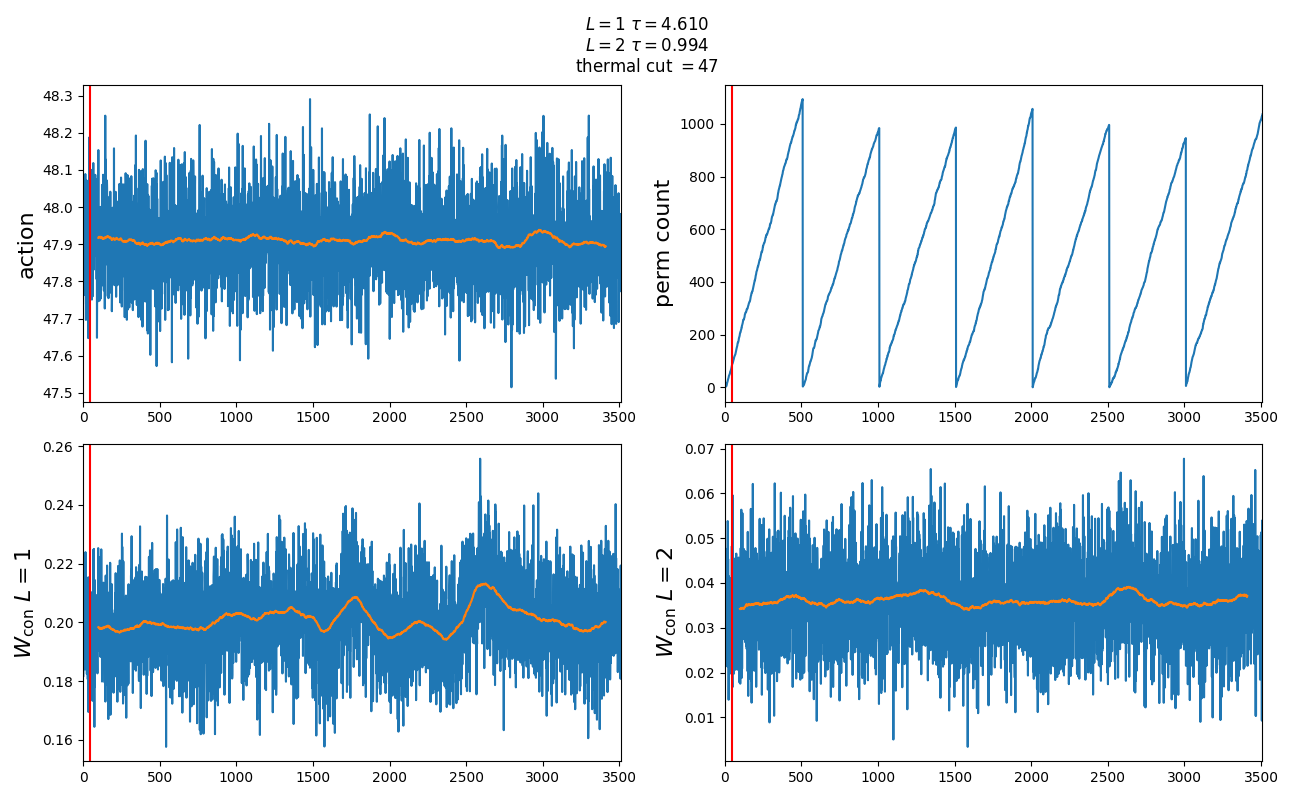 L = 1 τ = 4.610
L = 2 τ = 0.994
thermal cut = 47
action
48.3
48.2
48.1
48.0
47.9
47.8
47.7
47.6
47.5
0 500 1000 1500 2000 2500 3000 3500
perm count
1000
800
600
400
200
0
0 500 1000 1500 2000 2500 3000 3500
W_con L = 1
0.26
0.24
0.22
0.20
0.18
0.16
0 500 1000 1500 2000 2500 3000 3500
W_con L = 2
0.07
0.06
0.05
0.04
0.03
0.02
0.01
0 500 1000 1500 2000 2500 3000 3500